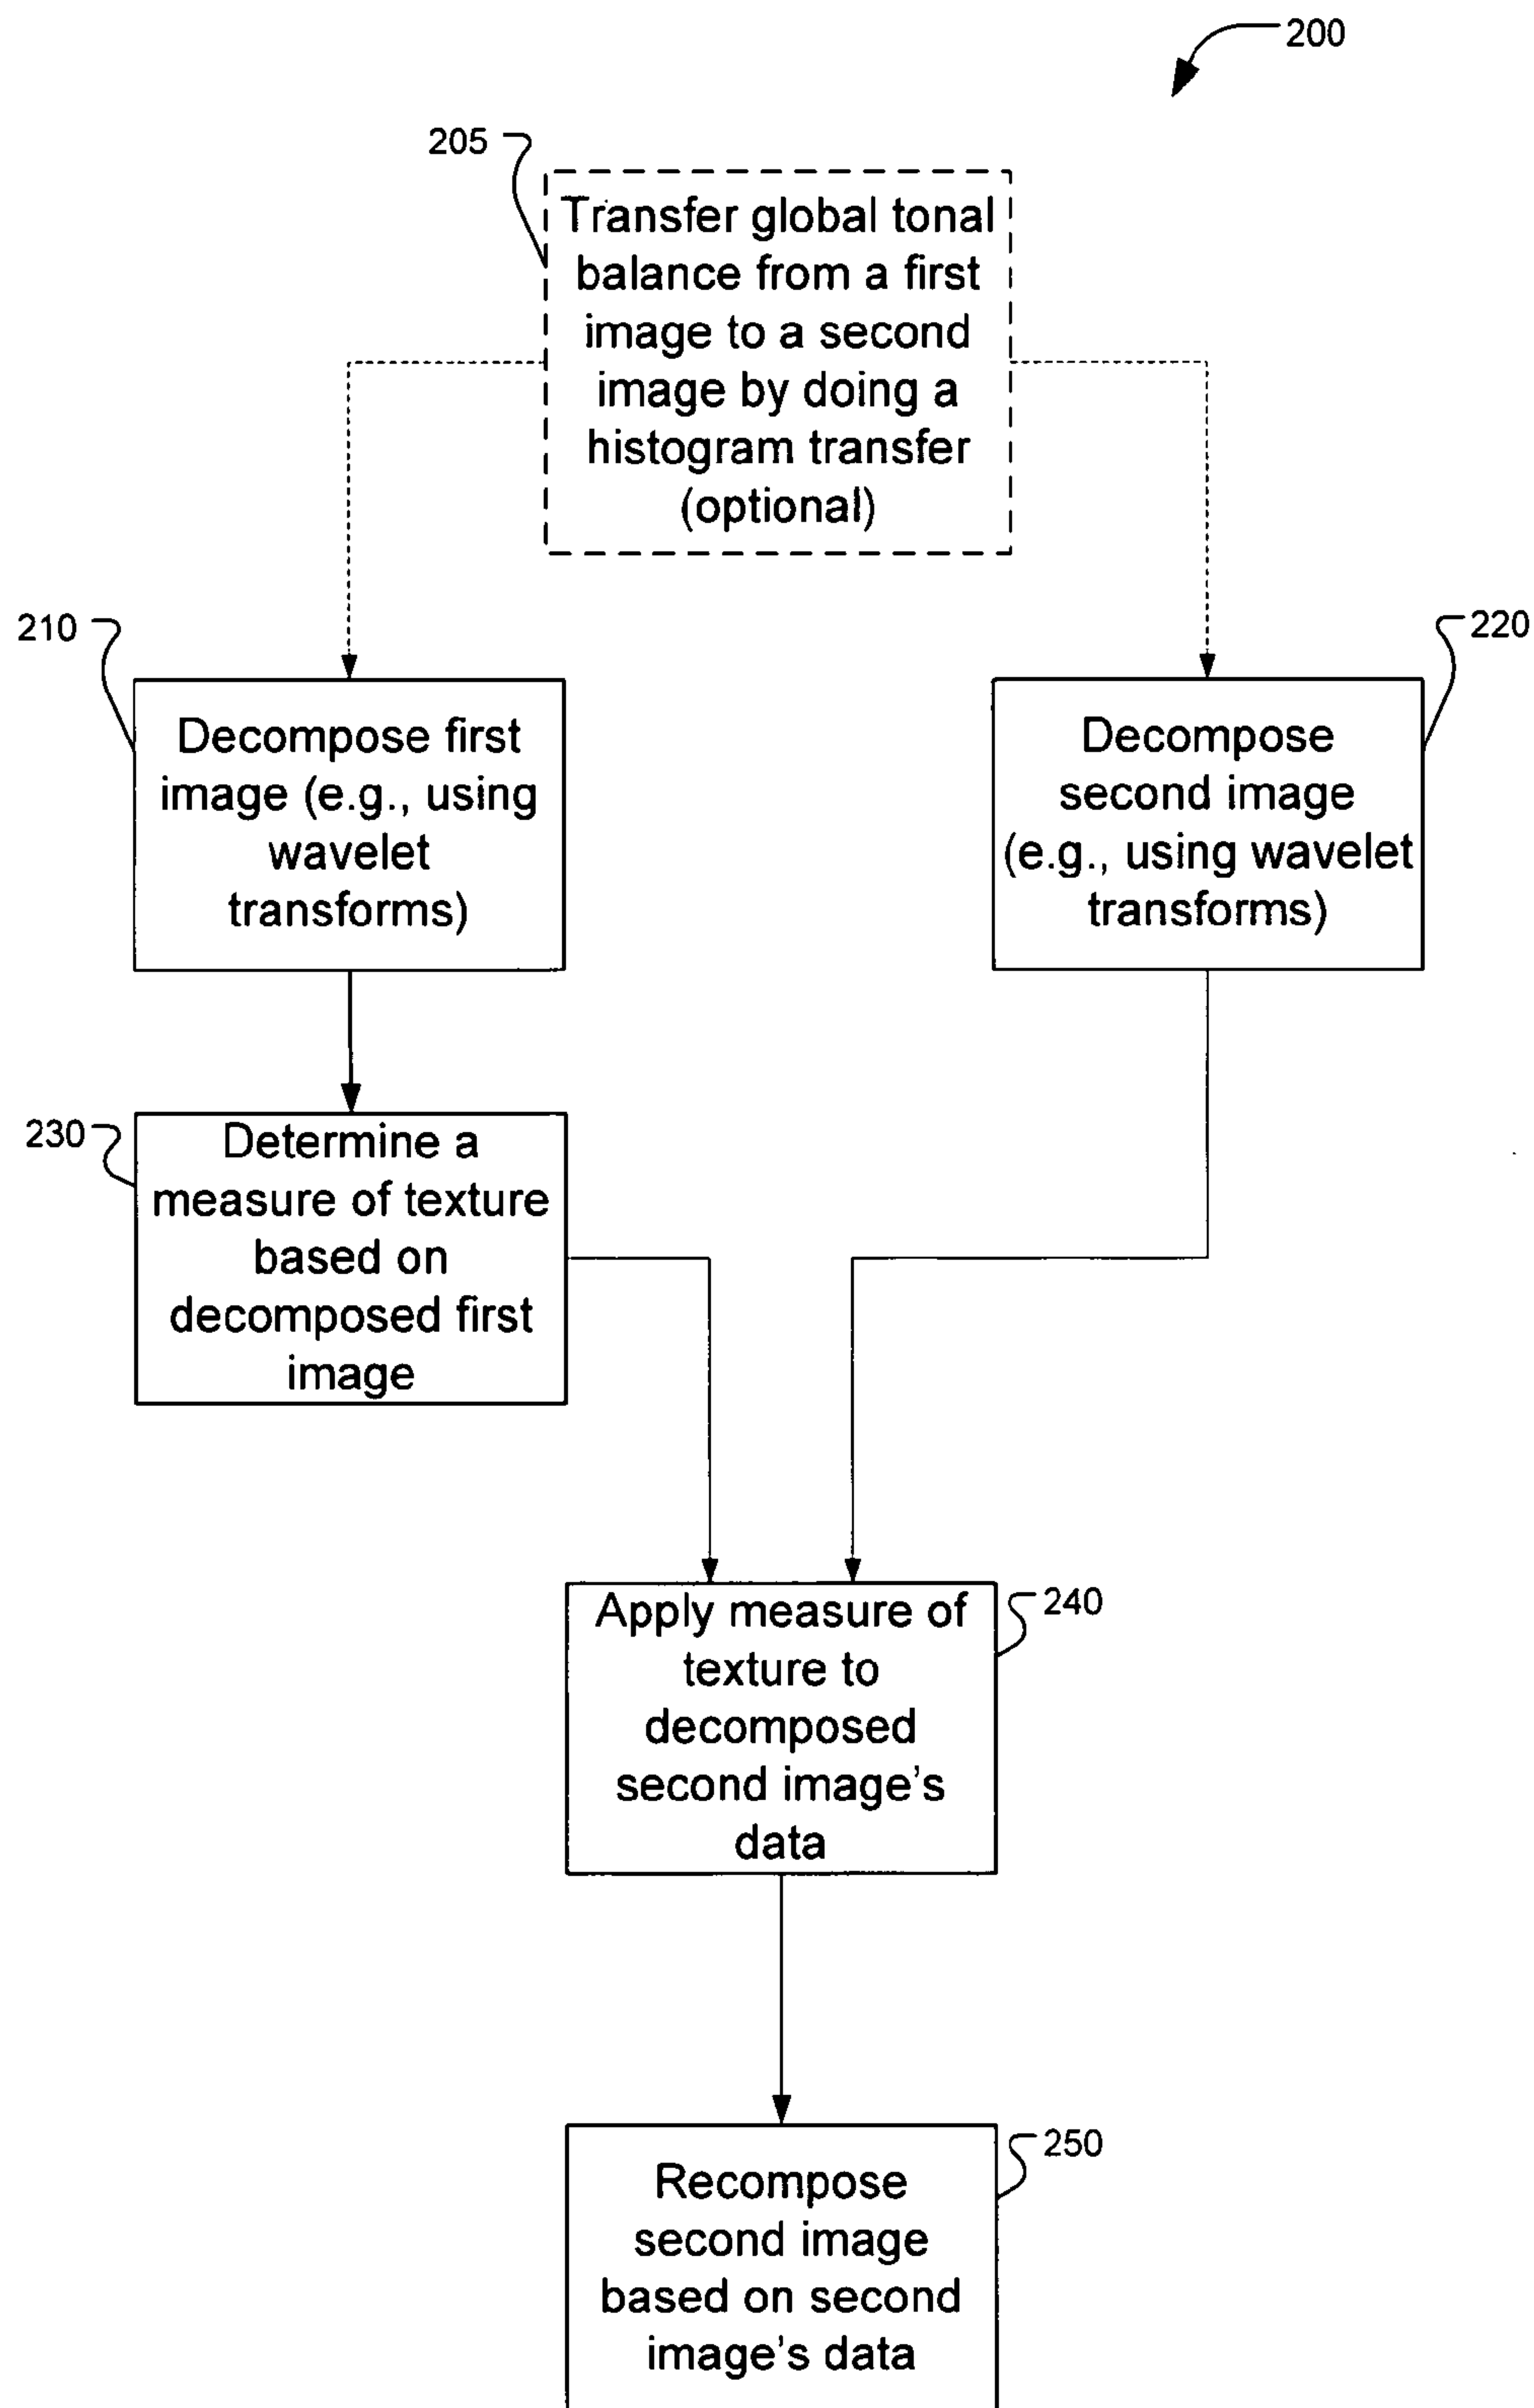 200
205
Transfer global tonal
balance from a first
image to a second
image by doing a
histogram transfer
(optional)
210
Decompose first
image (e.g., using
wavelet
transforms)
220
Decompose
second image
(e.g., using wavelet
transforms)
230
Determine a
measure of texture
based on
decomposed first
image
240
Apply measure of
texture to
decomposed
second image’s
data
250
Recompose
second image
based on second
image’s data